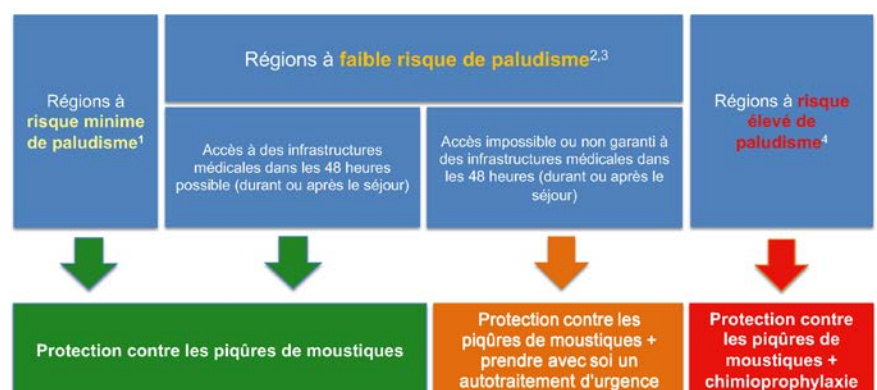 Régions à faible risque de paludisme2,3
Régions à
risque minime
de paludisme1
Accès à des infrastructures
médicales dans les 48 heures
possible (durant ou après le séjour)
Accès impossible ou non garanti à
des infrastructures médicales dans
les 48 heures (durant ou après le
séjour)
Régions à risque
élevé de
paludisme4
Protection contre les piqûres de moustiques
Protection contre les
piqûres de moustiques +
prendre avec soi un
autotraitement d'urgence
Protection contre
les piqûres de
moustiques +
chimioprophylaxie